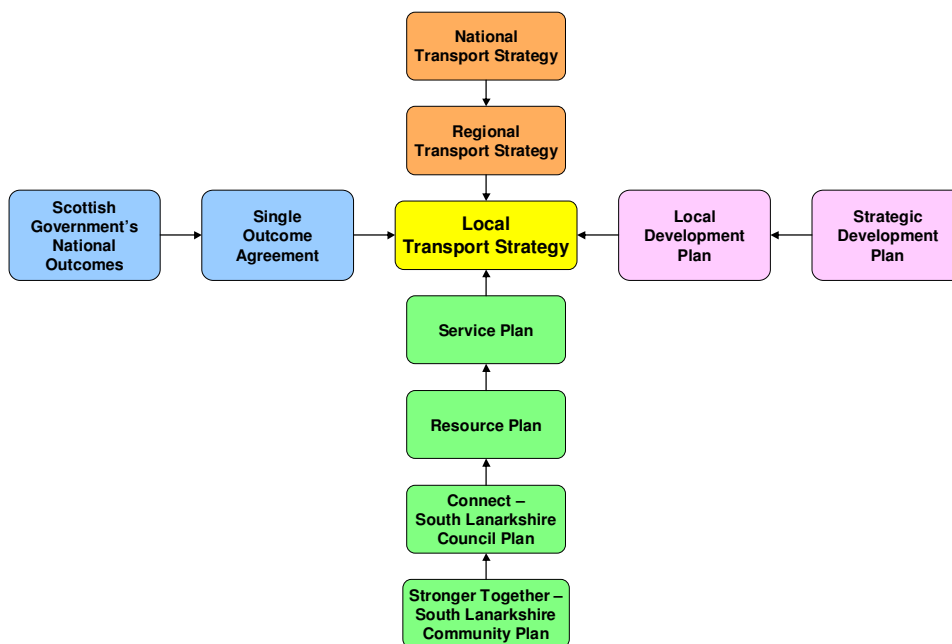 National
Transport Strategy
Regional
Transport Strategy
Scottish
Government's
National
Outcomes
Single
Outcome
Agreement
Local
Transport Strategy
Local
Development
Plan
Strategic
Development
Plan
Service Plan
Resource Plan
Connect –
South Lanarkshire
Council Plan
Stronger Together –
South Lanarkshire
Community Plan